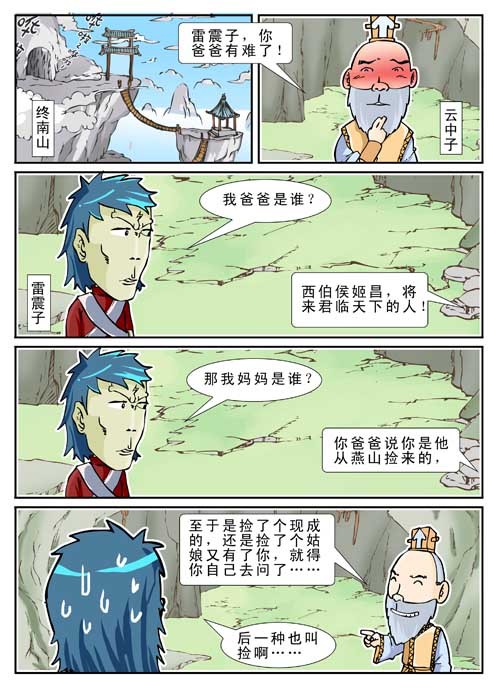 终南山
雷震子，你
爸爸有难了！
云中子
我爸爸是谁？
雷震子
西伯侯姬昌，将
来君临天下的人！
那我妈妈是谁？
你爸爸说你是他
从燕山捡来的，
至于是捡了个现成
的，还是捡了个姑
娘又有了你，就得
你自己去问了……
后一种也叫
捡啊……